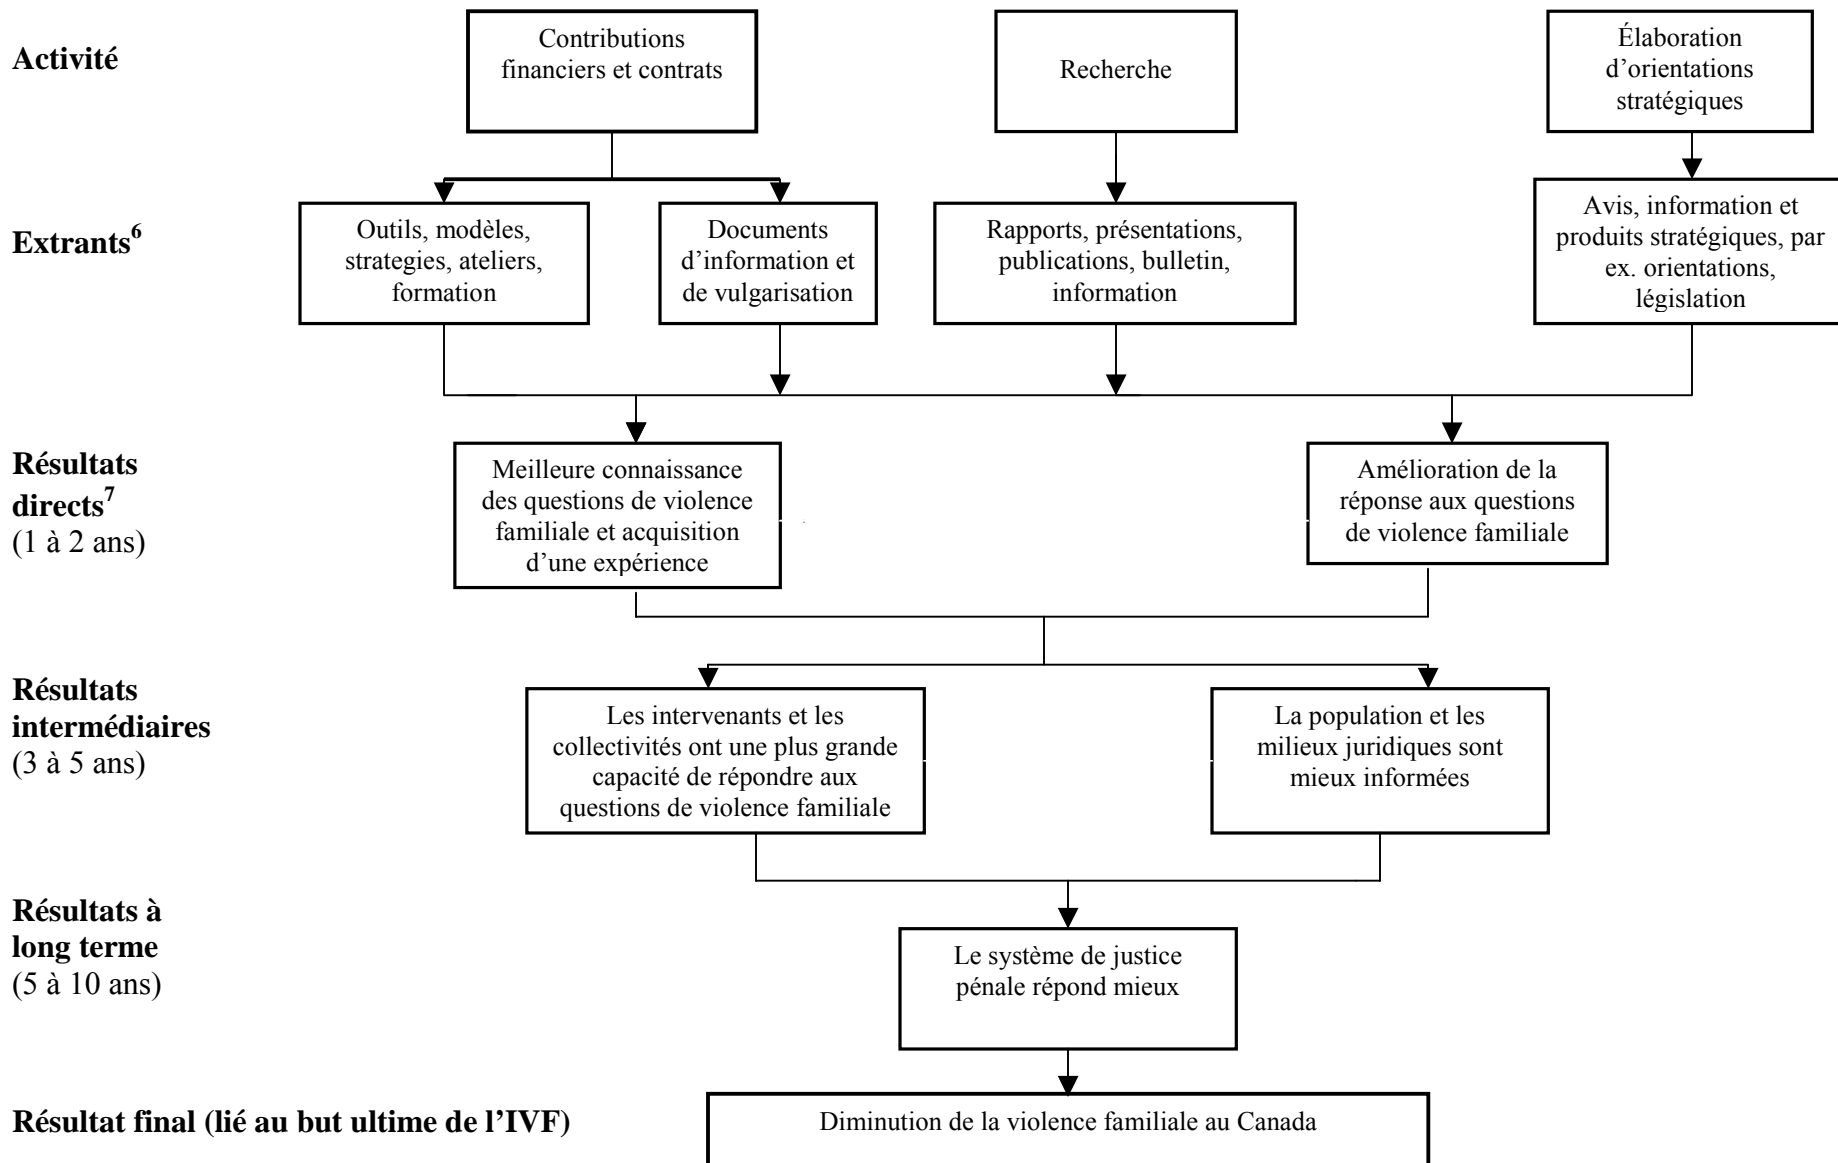 Activité
Contributions
financiers et contrats
Recherche
Élaboration
d’orientations
stratégiques
Extrants6
Outils, modèles,
strategies, ateliers,
formation
Documents
d’information et
de vulgarisation
Rapports, présentations,
publications, bulletin,
information
Avis, information et
produits stratégiques, par
ex. orientations,
législation
Résultats
directs7
(1 à 2 ans)
Meilleure connaissance
des questions de violence
familiale et acquisition
d’une expérience
Amélioration de la
réponse aux questions
de violence familiale
Résultats
intermédiaires
(3 à 5 ans)
Les intervenants et les
collectivités ont une plus grande
capacité de répondre aux
questions de violence familiale
La population et les
milieux juridiques sont
mieux informées
Résultats à
long terme
(5 à 10 ans)
Le système de justice
pénale répond mieux
Résultat final (lié au but ultime de l’IVF)
Diminution de la violence familiale au Canada